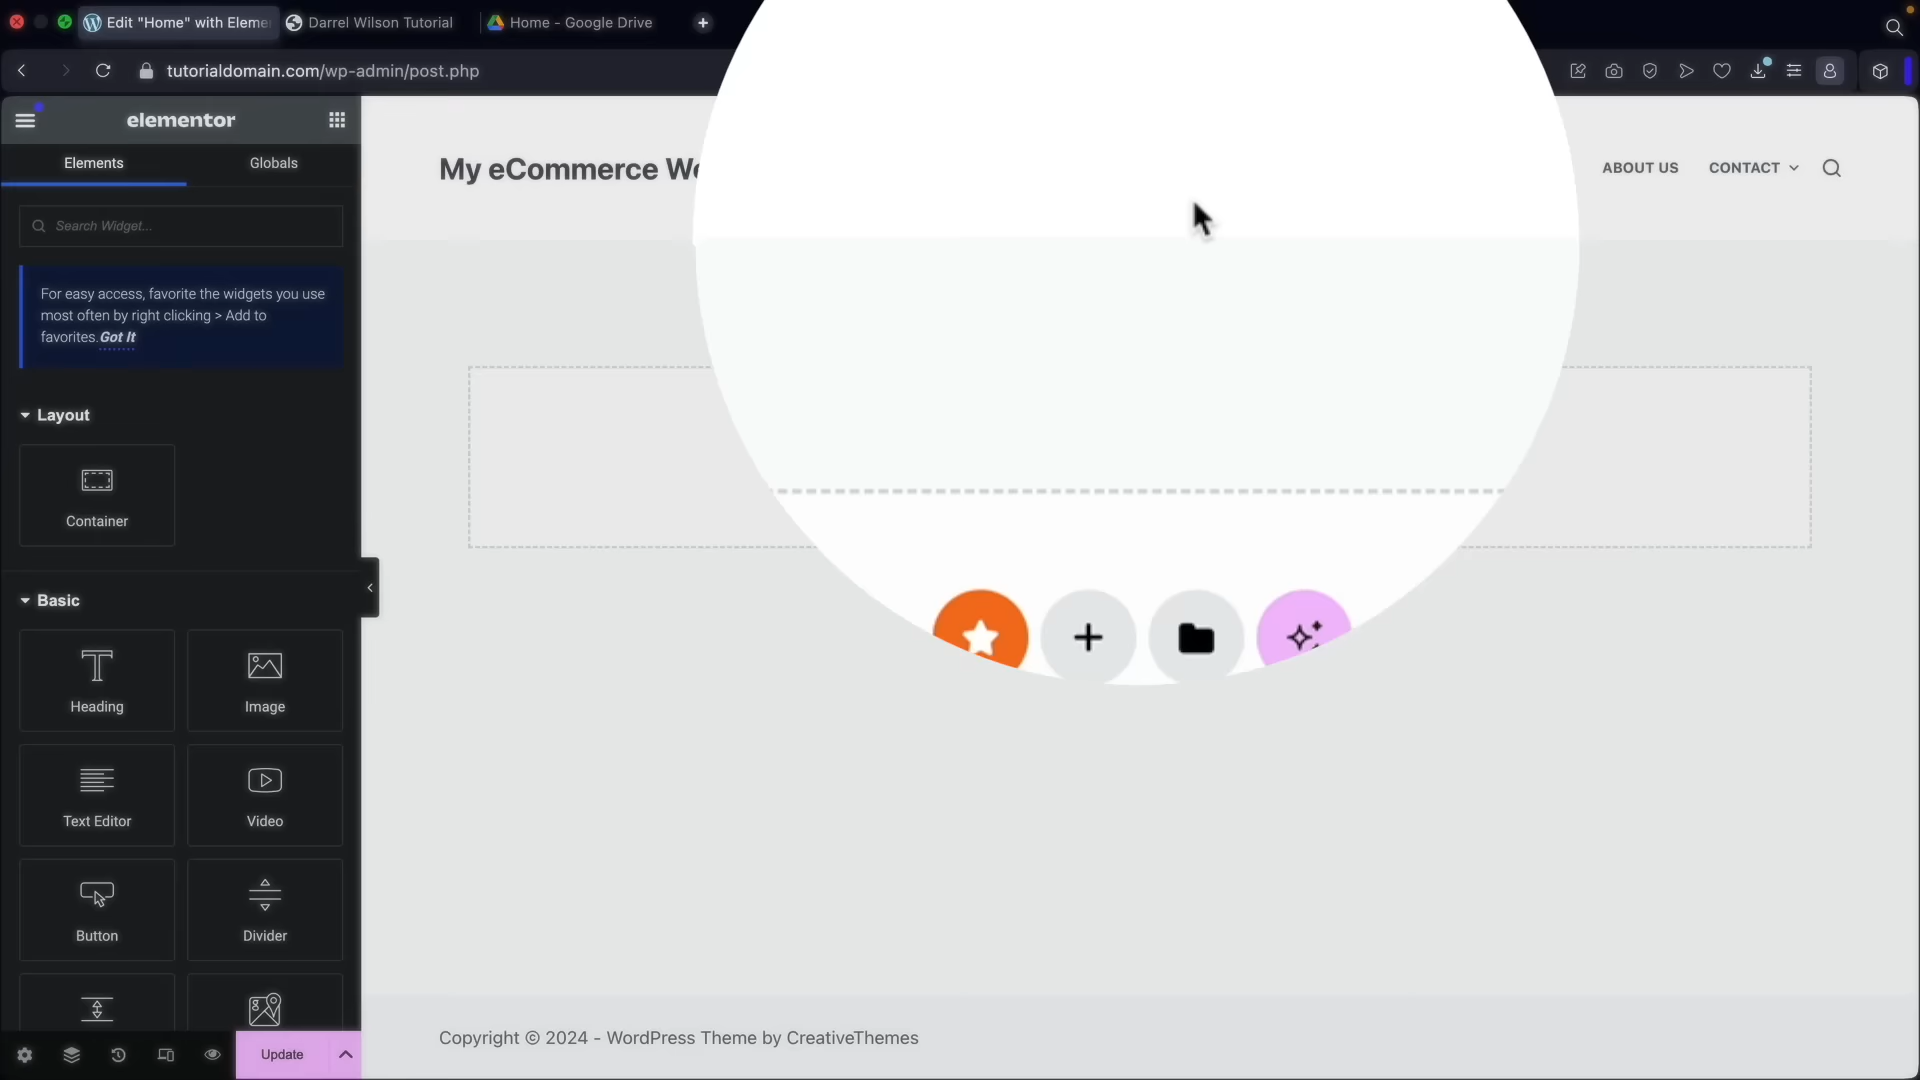 Edit "Home" with Eleme
Darrel Wilson Tutorial
Home - Google Drive
tutorialdomain.com/wp-admin/post.php
elementor
Elements
Globals
Search Widget...
For easy access, favorite the widgets you use
most often by right clicking > Add to
favorites. Got It
Layout
Container
Basic
Heading
Image
Text Editor
Video
Button
Divider
Update
My eCommerce
ABOUT US
CONTACT
Copyright © 2024 - WordPress Theme by CreativeThemes